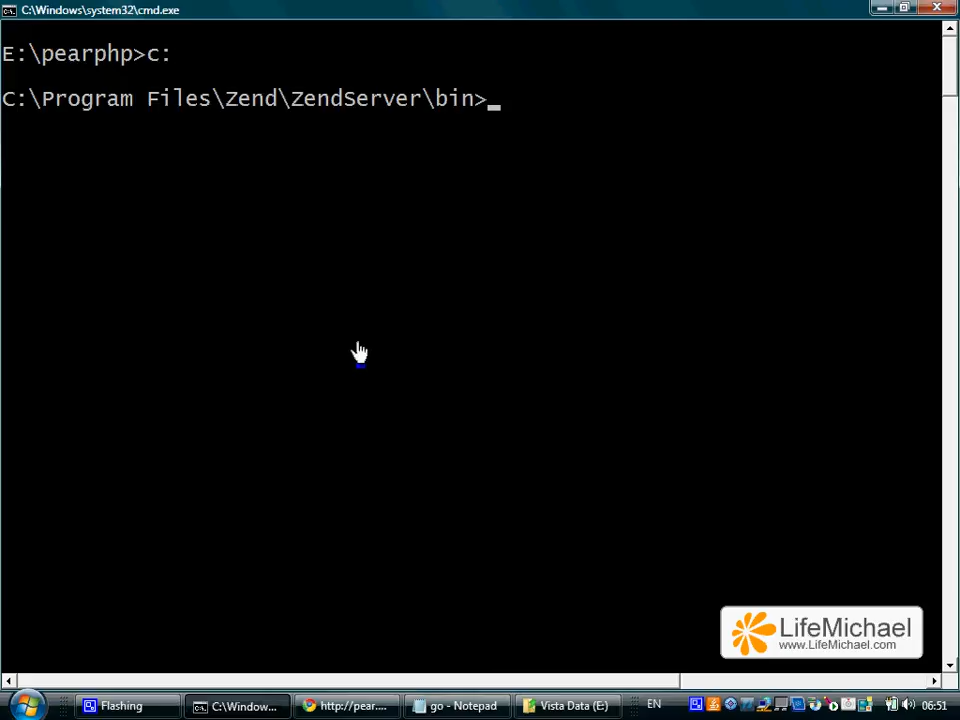 C:\Windows\system32\cmd.exe
E:\pearphp>c:
C:\Program Files\Zend\ZendServer\bin>_
LifeMichael
www.LifeMichael.com
Flashing
C:\Window...
http://pear....
go - Notepad
Vista Data (E:)
EN
06:51